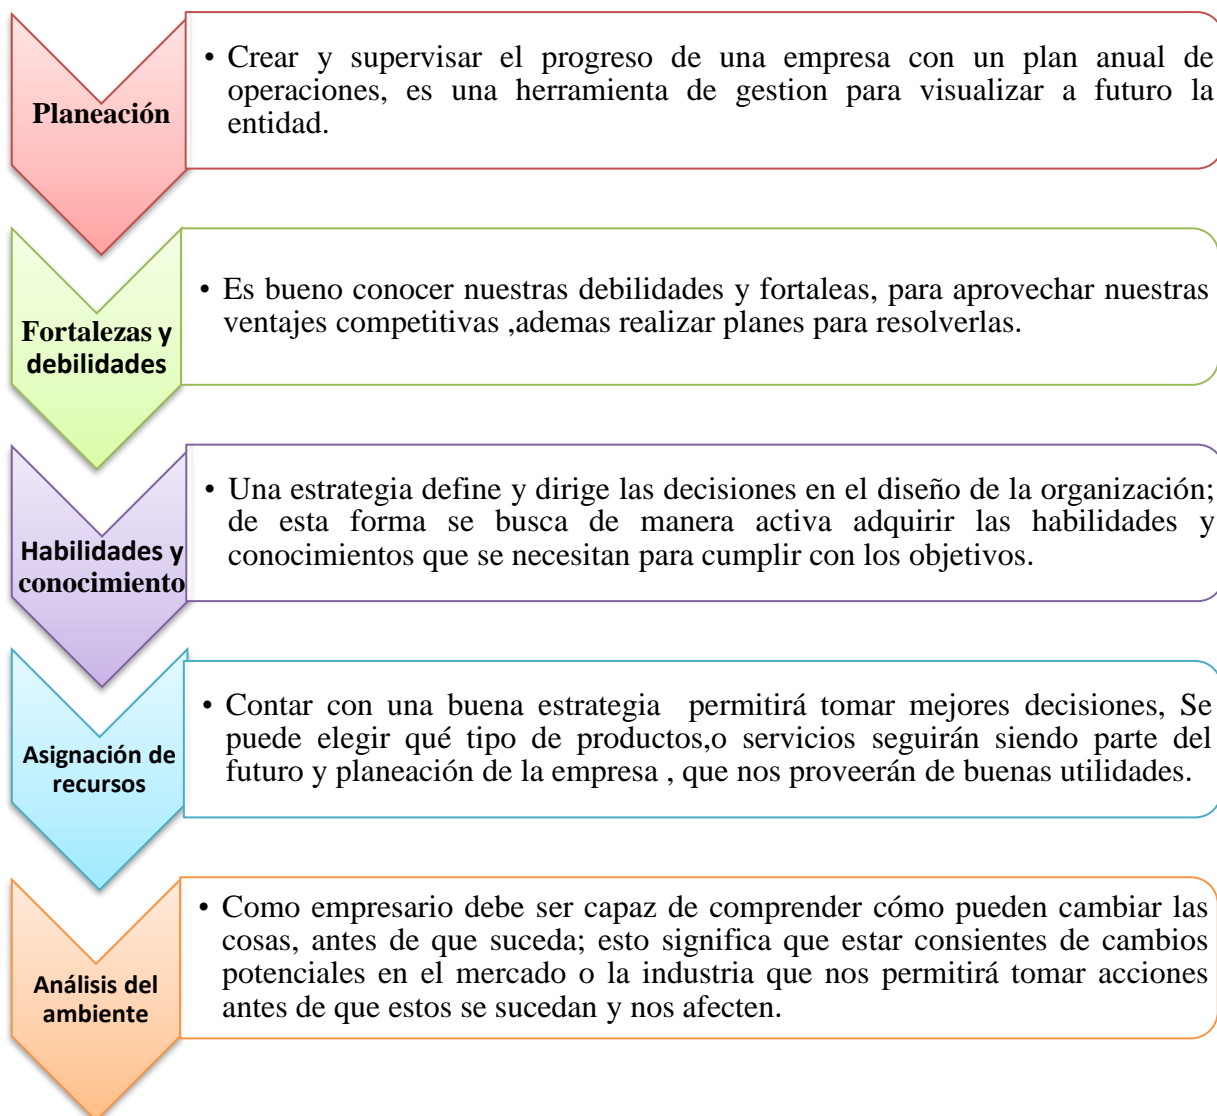 Planeación
• Crear y supervisar el progreso de una empresa con un plan anual de
operaciones, es una herramienta de gestion para visualizar a futuro la
entidad.
Fortalezas y
debilidades
• Es bueno conocer nuestras debilidades y fortaleas, para aprovechar nuestras
ventajes competitivas ,ademas realizar planes para resolverlas.
Habilidades y
conocimiento
• Una estrategia define y dirige las decisiones en el diseño de la organización;
de esta forma se busca de manera activa adquirir las habilidades y
conocimientos que se necesitan para cumplir con los objetivos.
Asignación de
recursos
• Contar con una buena estrategia permitirá tomar mejores decisiones, Se
puede elegir qué tipo de productos,o servicios seguirán siendo parte del
futuro y planeación de la empresa , que nos proveerán de buenas utilidades.
Análisis del
ambiente
• Como empresario debe ser capaz de comprender cómo pueden cambiar las
cosas, antes de que suceda; esto significa que estar consientes de cambios
potenciales en el mercado o la industria que nos permitirá tomar acciones
antes de que estos se sucedan y nos afecten.